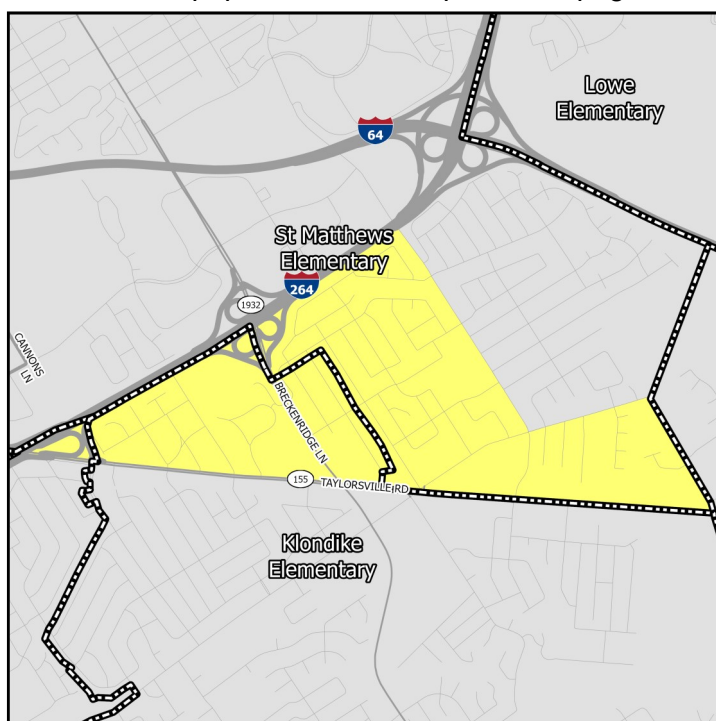 Lowe
Elementary
64
St Matthews
Elementary
264
1932
CANNONS
LN
BRECKENRIDGE LN
155
TAYLORSVILLE RD
Klondike
Elementary